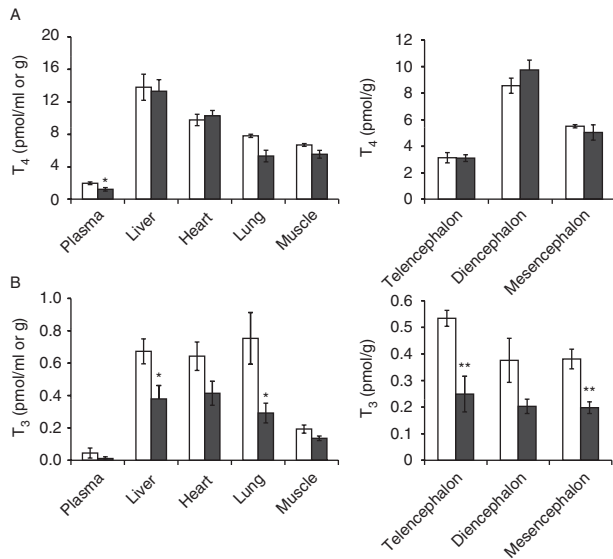 A
T4 (pmol/ml or g)
20
16
12
8
4
0
*
Plasma
Liver
Heart
Lung
Muscle
T4 (pmol/g)
12
10
8
6
4
2
0
Telencephalon
Diencephalon
Mesencephalon
B
T3 (pmol/ml or g)
1.0
0.8
0.6
0.4
0.2
0.0
*
*
Plasma
Liver
Heart
Lung
Muscle
T3 (pmol/g)
0.6
0.5
0.4
0.3
0.2
0.1
0
**
**
Telencephalon
Diencephalon
Mesencephalon